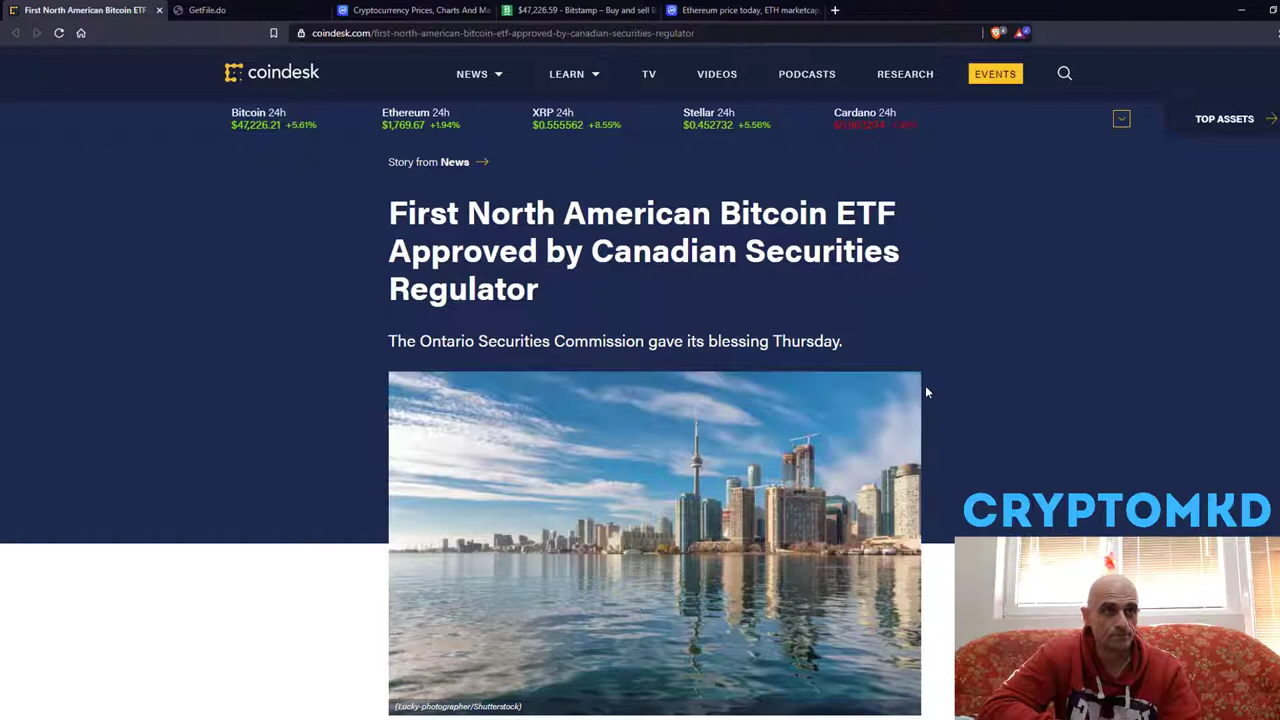 First North American Bitcoin ETF
GetFile.do
Cryptocurrency Prices, Charts And Ma
$47,226.59 – Bitstamp – Buy and sell B
Ethereum price today, ETH marketcap
coindesk.com/first-north-american-bitcoin-etf-approved-by-canadian-securities-regulator
coindesk
NEWS
LEARN
TV
VIDEOS
PODCASTS
RESEARCH
EVENTS
Bitcoin 24h
$47,226.21 +5.61%
Ethereum 24h
$1,769.67 +1.94%
XRP 24h
$0.555562 +8.55%
Stellar 24h
$0.452732 +5.56%
Cardano 24h
TOP ASSETS
Story from News
First North American Bitcoin ETF
Approved by Canadian Securities
Regulator
The Ontario Securities Commission gave its blessing Thursday.
(Lucky-photographer/Shutterstock)
CRYPTOMKD